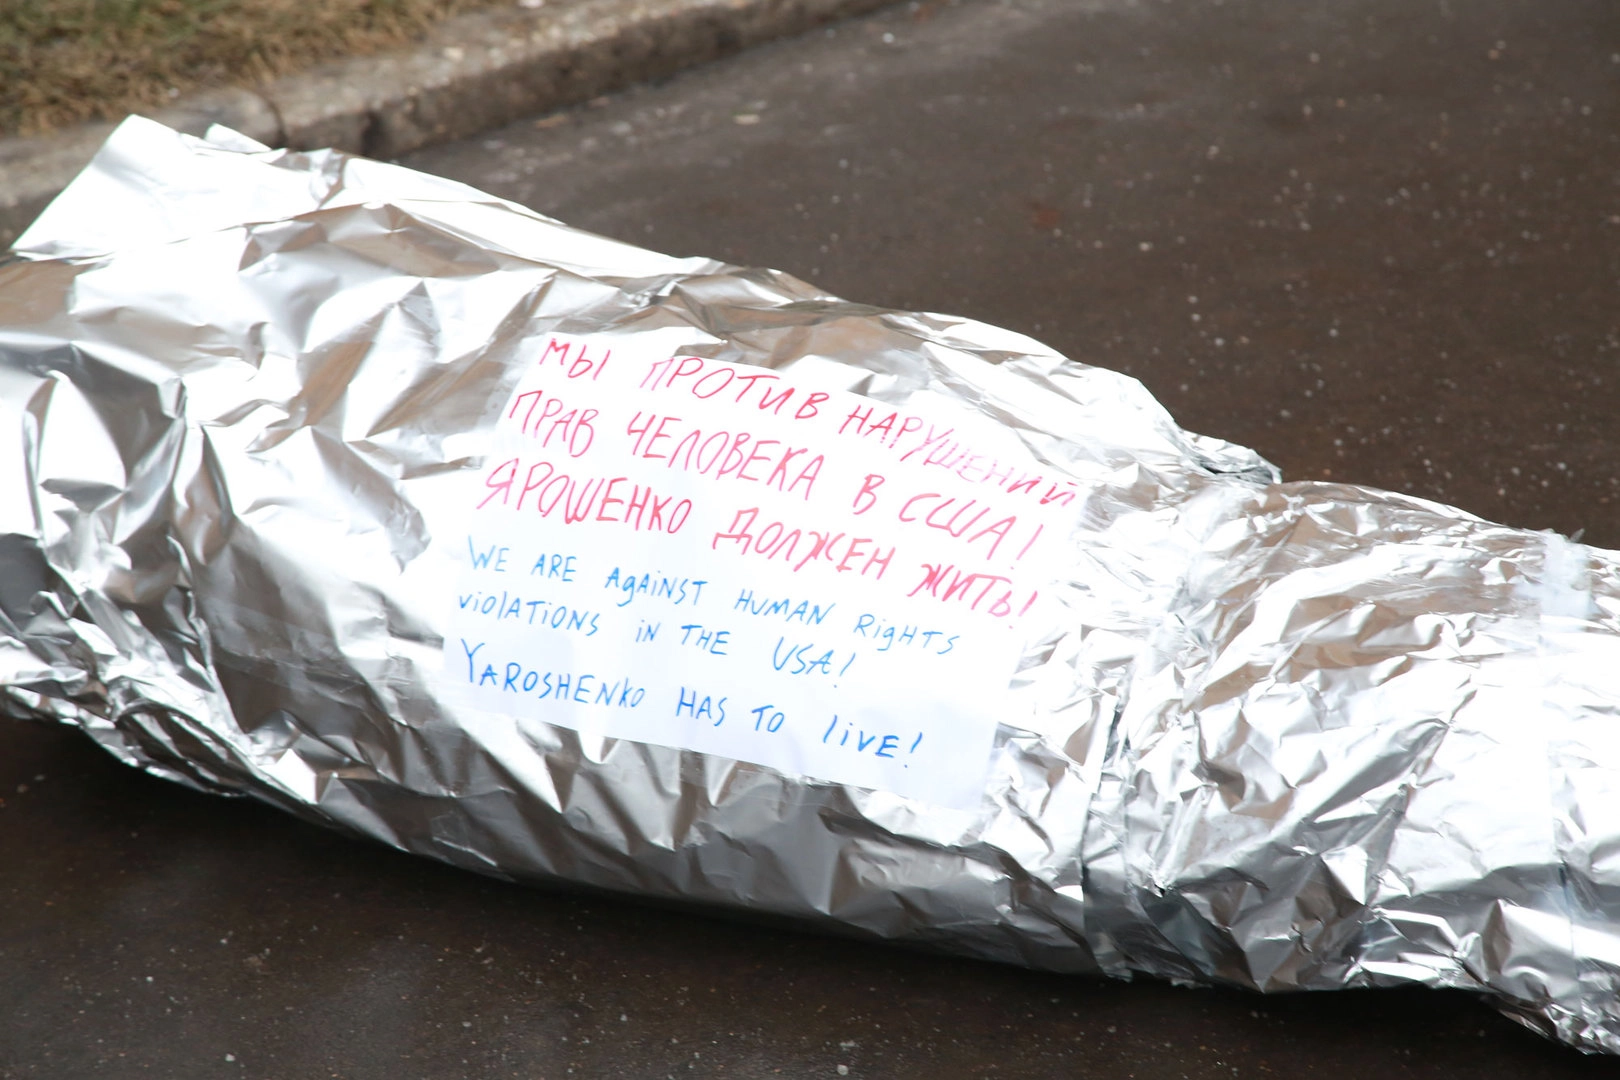 МЫ ПРОТИВ НАРУШЕНИЙ
ПРАВ ЧЕЛОВЕКА В США!
ЯРОШЕНКО ДОЛЖЕН ЖИТЬ!
WE ARE AgAiNST HUMAN RigHTS
violATIONS iN THE USA!
YAROSHENKO HAS TO liVE!